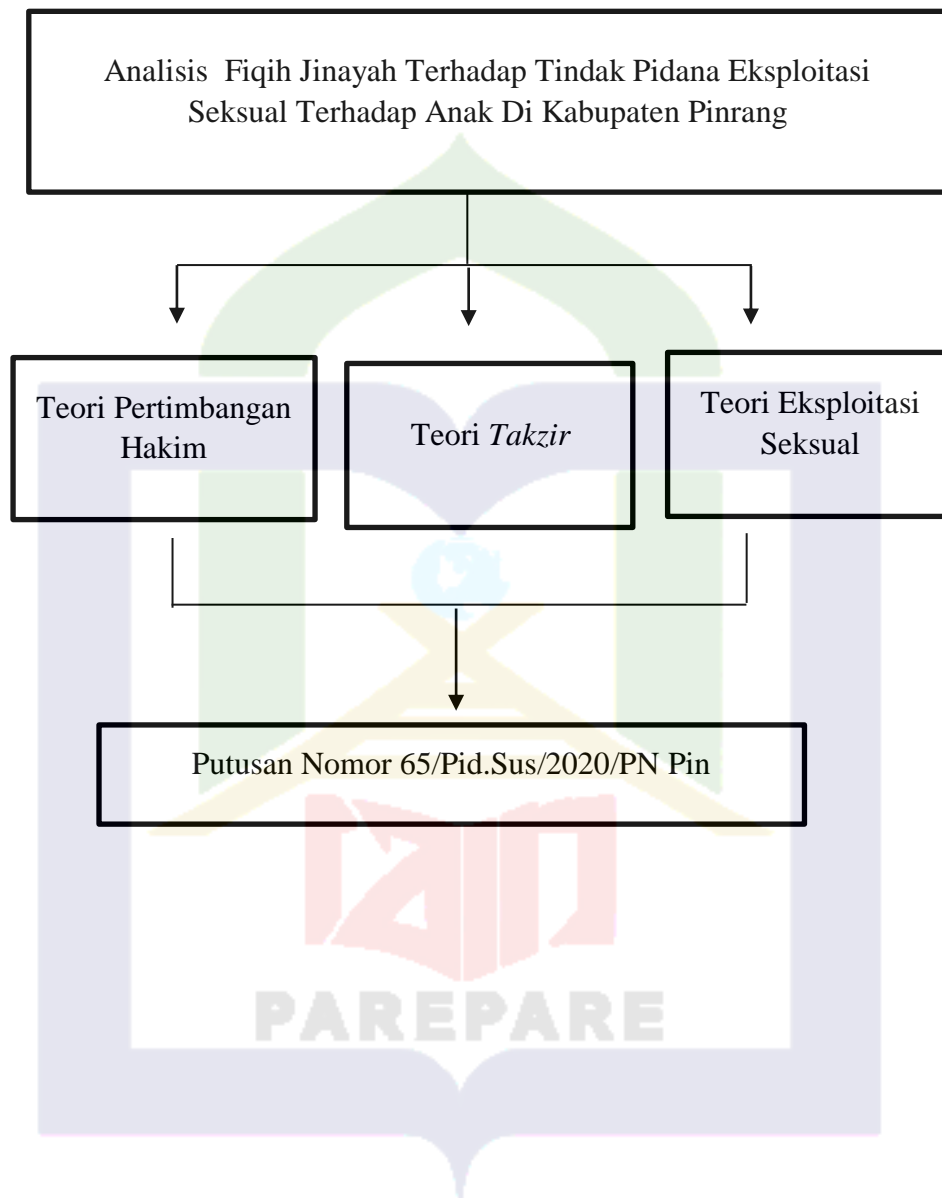 Analisis Fiqih Jinayah Terhadap Tindak Pidana Eksploitasi
Seksual Terhadap Anak Di Kabupaten Pinrang
Teori Pertimbangan
Hakim
Teori Takzir
Teori Eksploitasi
Seksual
Putusan Nomor 65/Pid.Sus/2020/PN Pin
PAREPARE